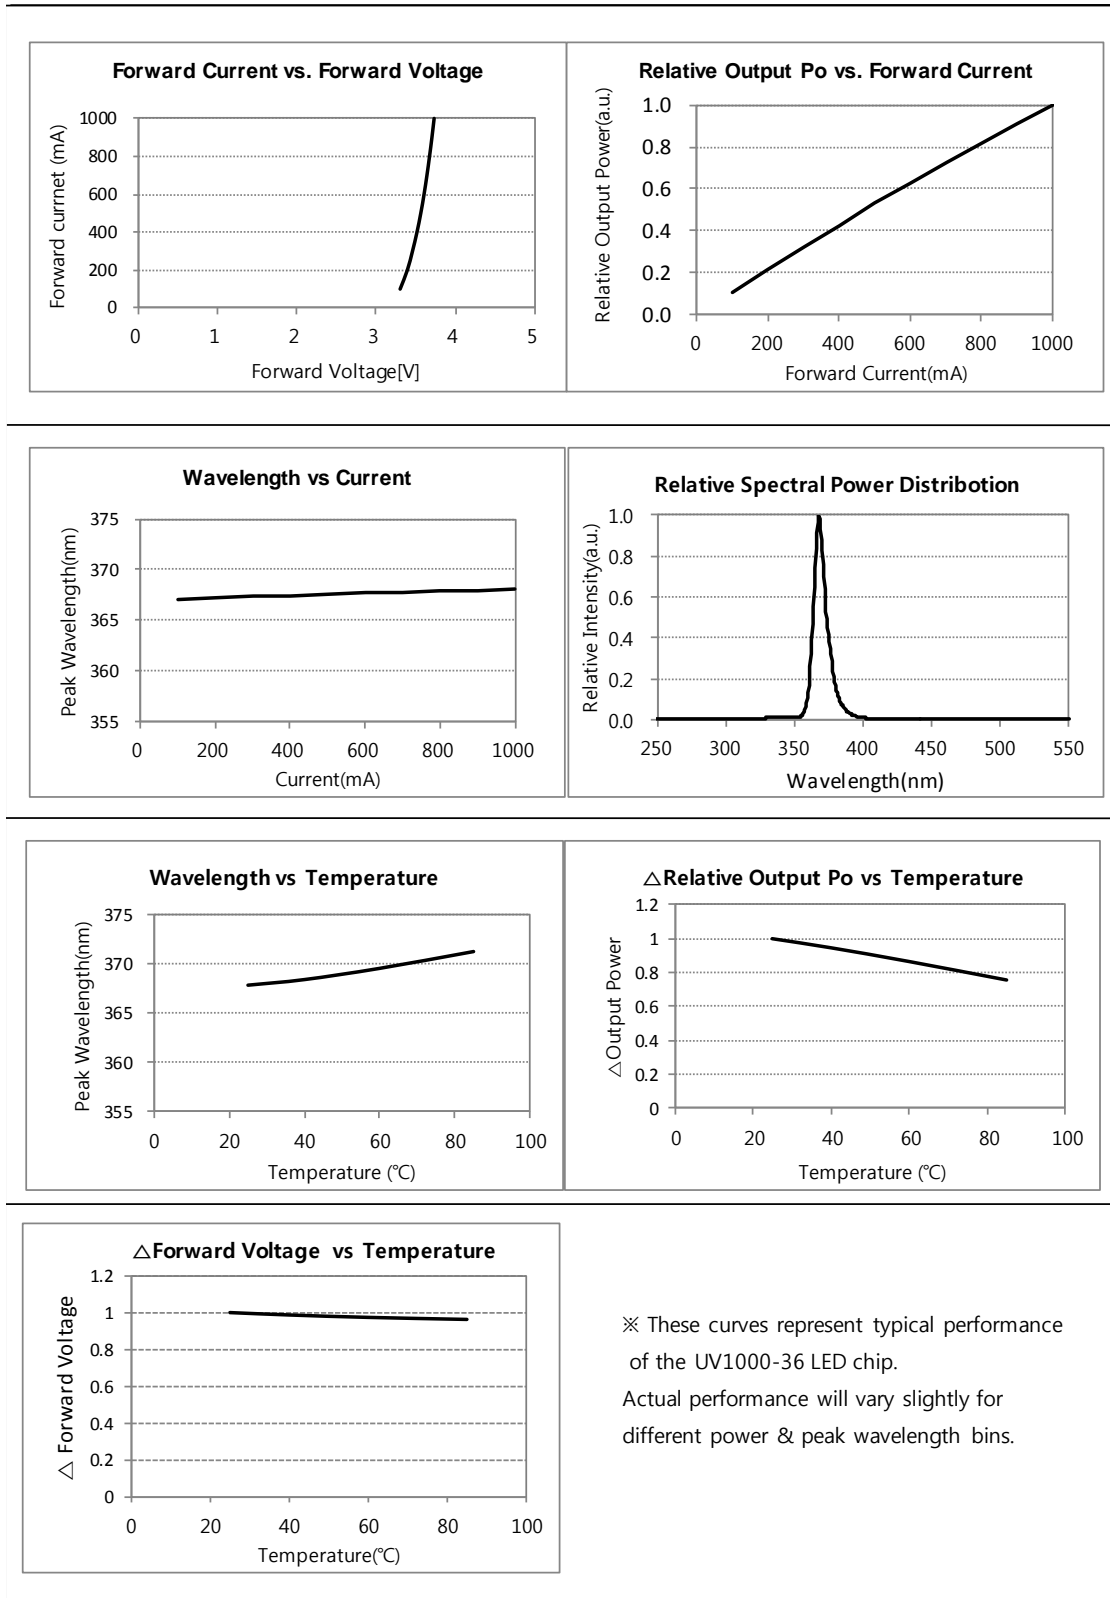 Forward Current vs. Forward Voltage
Forward currnet (mA)
1000
800
600
400
200
0
0 1 2 3 4 5
Forward Voltage[V]
Relative Output Po vs. Forward Current
Relative Output Power(a.u.)
1.0
0.8
0.6
0.4
0.2
0.0
0 200 400 600 800 1000
Forward Current(mA)
Wavelength vs Current
Peak Wavelength(nm)
375
370
365
360
355
0 200 400 600 800 1000
Current(mA)
Relative Spectral Power Distribotion
Relative Intensity(a.u.)
1.0
0.8
0.6
0.4
0.2
0.0
250 300 350 400 450 500 550
Wavelength(nm)
Wavelength vs Temperature
Peak Wavelength(nm)
375
370
365
360
355
0 20 40 60 80 100
Temperature (℃)
△Relative Output Po vs Temperature
△Output Power
1.2
1
0.8
0.6
0.4
0.2
0
0 20 40 60 80 100
Temperature (℃)
△Forward Voltage vs Temperature
△ Forward Voltage
1.2
1
0.8
0.6
0.4
0.2
0
0 20 40 60 80 100
Temperature(℃)
※ These curves represent typical performance
of the UV1000-36 LED chip.
Actual performance will vary slightly for
different power & peak wavelength bins.